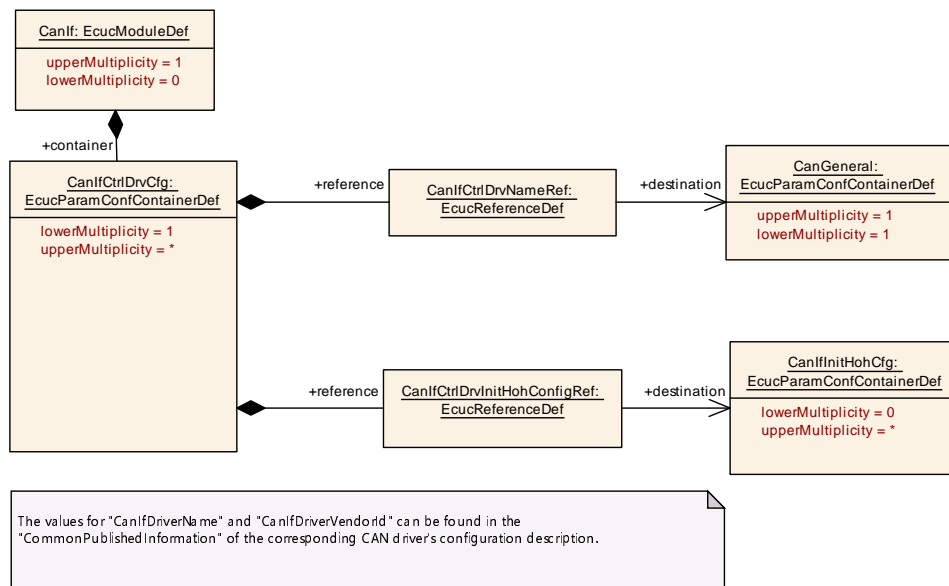 CanIf: EcucModuleDef
upperMultiplicity = 1
lowerMultiplicity = 0
+container
CanIfCtrlDrvCfg:
EcucParamConfContainerDef
lowerMultiplicity = 1
upperMultiplicity = *
+reference
CanIfCtrlDrvNameRef:
EcucReferenceDef
+destination
CanGeneral:
EcucParamConfContainerDef
upperMultiplicity = 1
lowerMultiplicity = 1
+reference
CanIfCtrlDrvInitHohConfigRef:
EcucReferenceDef
+destination
CanIfInitHohCfg:
EcucParamConfContainerDef
lowerMultiplicity = 0
upperMultiplicity = *
The values for "CanIfDriverName" and "CanIfDriverVendorId" can be found in the
"CommonPublishedInformation" of the corresponding CAN driver's configuration description.